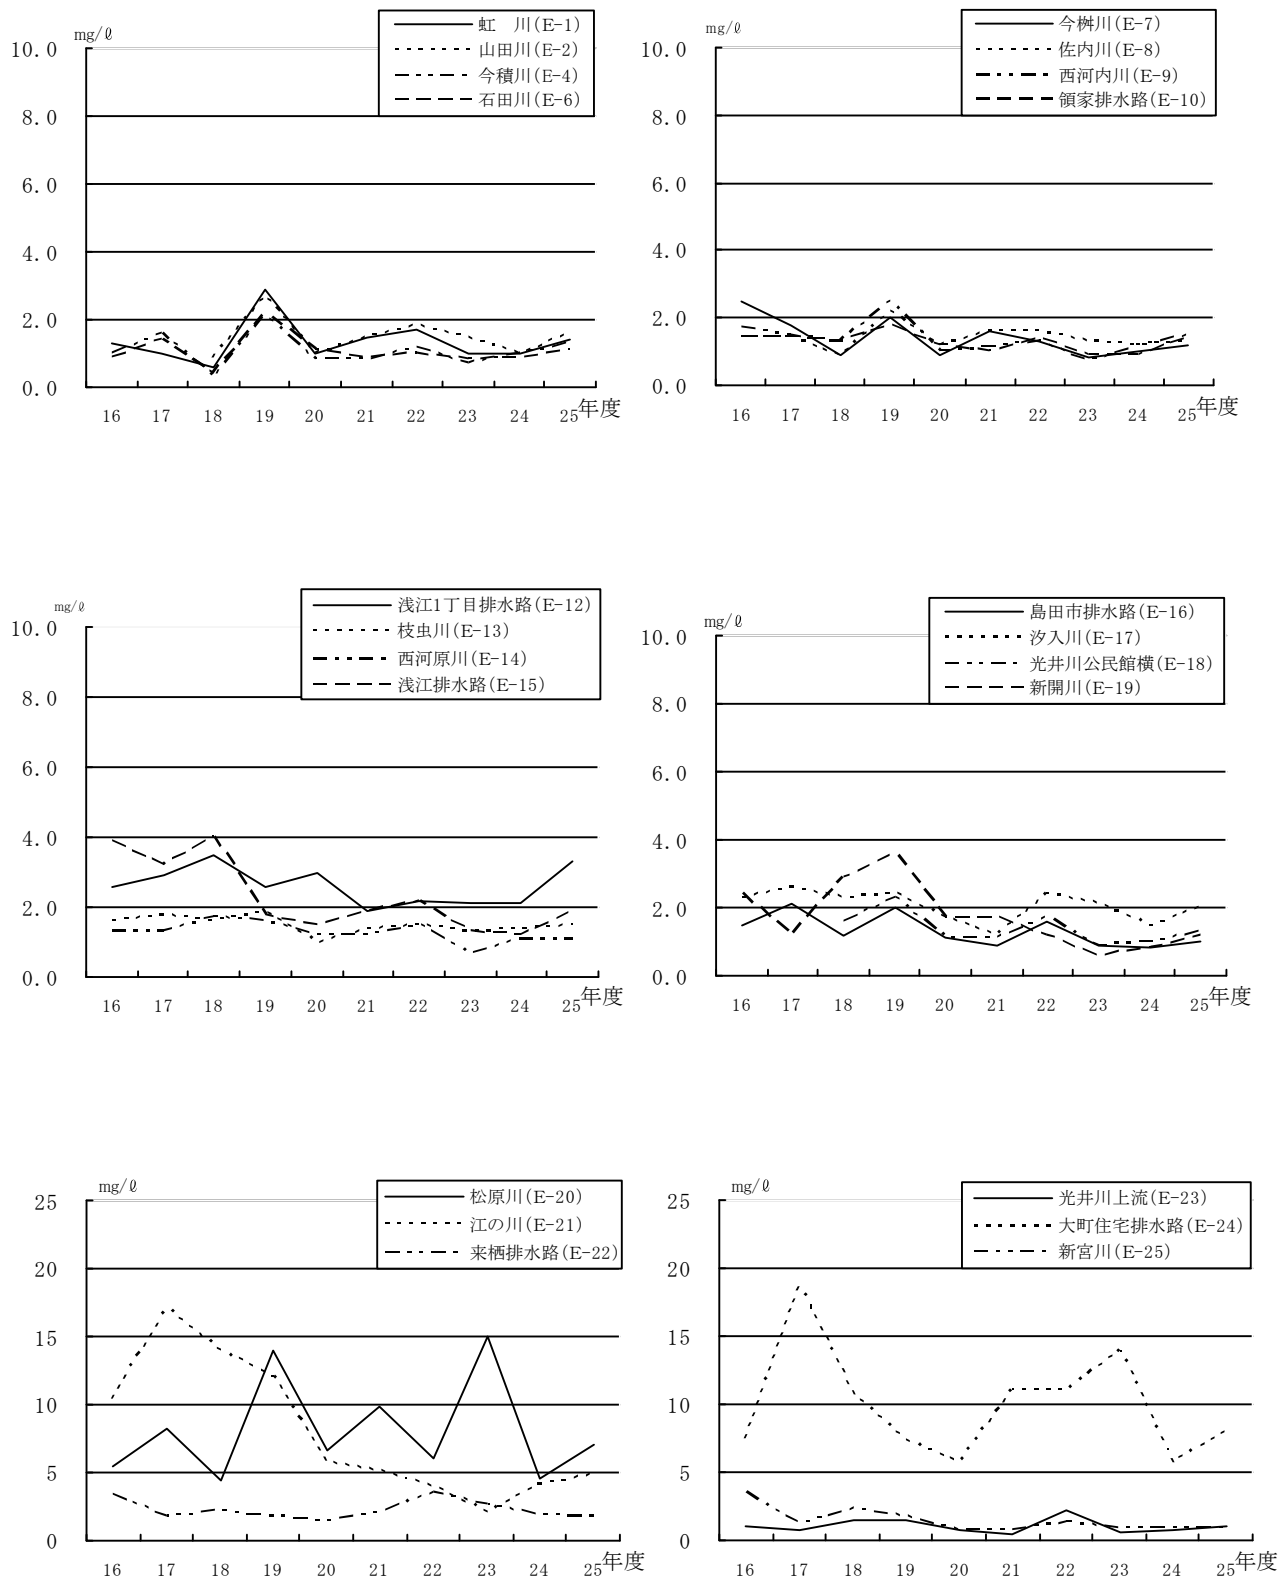 mg/ℓ
虹　川(E-1)
山田川(E-2)
今積川(E-4)
石田川(E-6)
10.0
8.0
6.0
4.0
2.0
0.0
16 17 18 19 20 21 22 23 24 25 年度
mg/ℓ
今桝川(E-7)
佐内川(E-8)
西河内川(E-9)
領家排水路(E-10)
10.0
8.0
6.0
4.0
2.0
0.0
16 17 18 19 20 21 22 23 24 25 年度
mg/ℓ
浅江1丁目排水路(E-12)
枝虫川(E-13)
西河原川(E-14)
浅江排水路(E-15)
10.0
8.0
6.0
4.0
2.0
0.0
16 17 18 19 20 21 22 23 24 25 年度
mg/ℓ
島田市排水路(E-16)
汐入川(E-17)
光井川公民館横(E-18)
新開川(E-19)
10.0
8.0
6.0
4.0
2.0
0.0
16 17 18 19 20 21 22 23 24 25 年度
mg/ℓ
松原川(E-20)
江の川(E-21)
来栖排水路(E-22)
25
20
15
10
5
0
16 17 18 19 20 21 22 23 24 25 年度
mg/ℓ
光井川上流(E-23)
大町住宅排水路(E-24)
新宮川(E-25)
25
20
15
10
5
0
16 17 18 19 20 21 22 23 24 25 年度